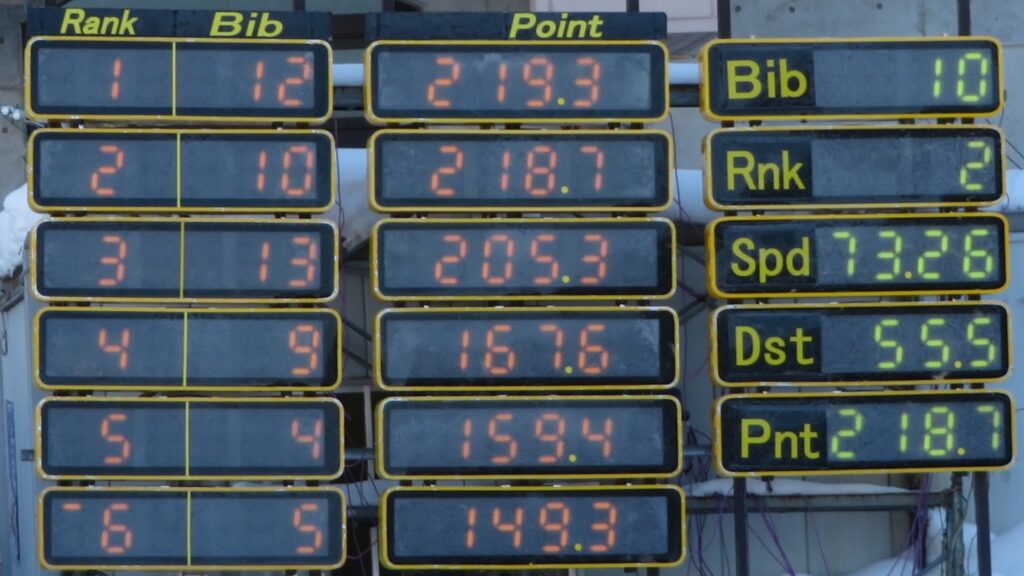 Rank Bib Point
1 12 219.3
2 10 218.7
3 13 205.3
4 9 167.6
5 4 159.4
6 5 149.3
Bib 10
Rnk 2
Spd 73.26
Dst 55.5
Pnt 218.7